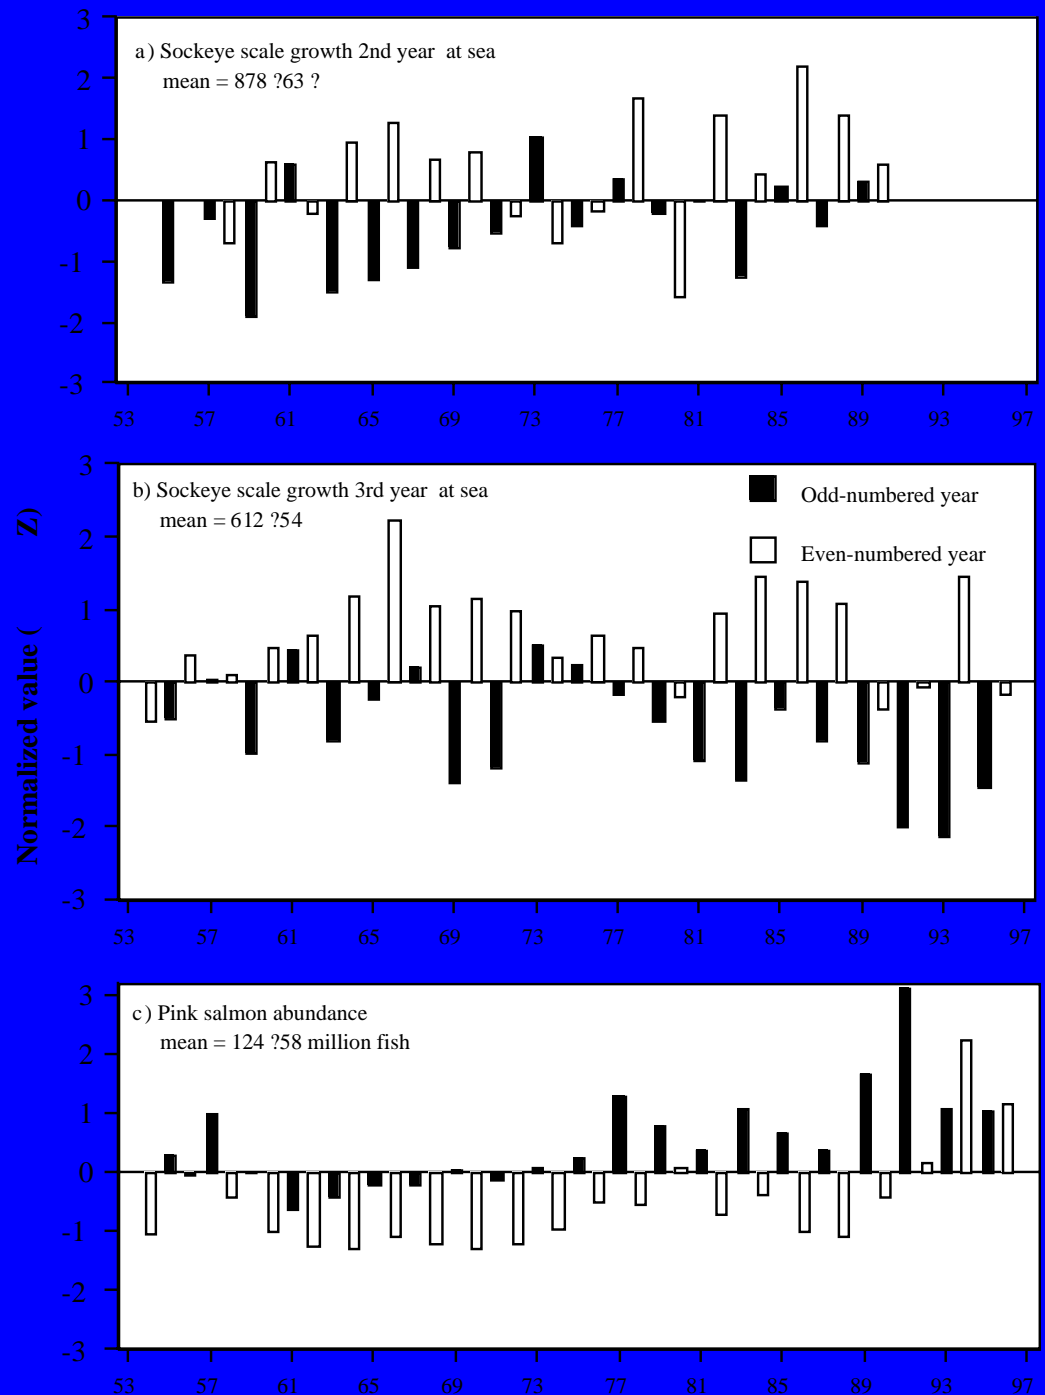 3
a) Sockeye scale growth 2nd year at sea
mean = 878 ?63 ?
2
1
0
-1
-2
-3
53 57 61 65 69 73 77 81 85 89 93 97
Normalized value ( Z)
3
b) Sockeye scale growth 3rd year at sea
mean = 612 ?54
Odd-numbered year
Even-numbered year
2
1
0
-1
-2
-3
53 57 61 65 69 73 77 81 85 89 93 97
3
c) Pink salmon abundance
mean = 124 ?58 million fish
2
1
0
-1
-2
-3
53 57 61 65 69 73 77 81 85 89 93 97